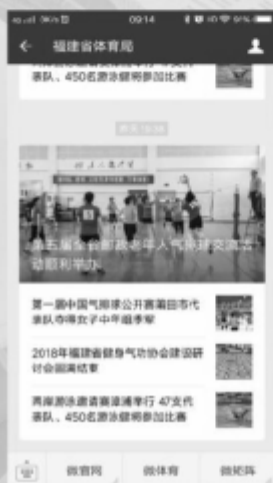 09:14
福建省体育局
表队、450名游泳健将参加比赛
第五届全省邮政老年人气排球交流活
动顺利举办
第一届中国气排球公开赛莆田市代
表队夺得女子中年组季军
2018年福建省健身气功协会建设研
讨会圆满结束
两岸游泳邀请赛漳浦举行 47支代
表队、450名游泳健将参加比赛
微官网
微体育
微矩阵